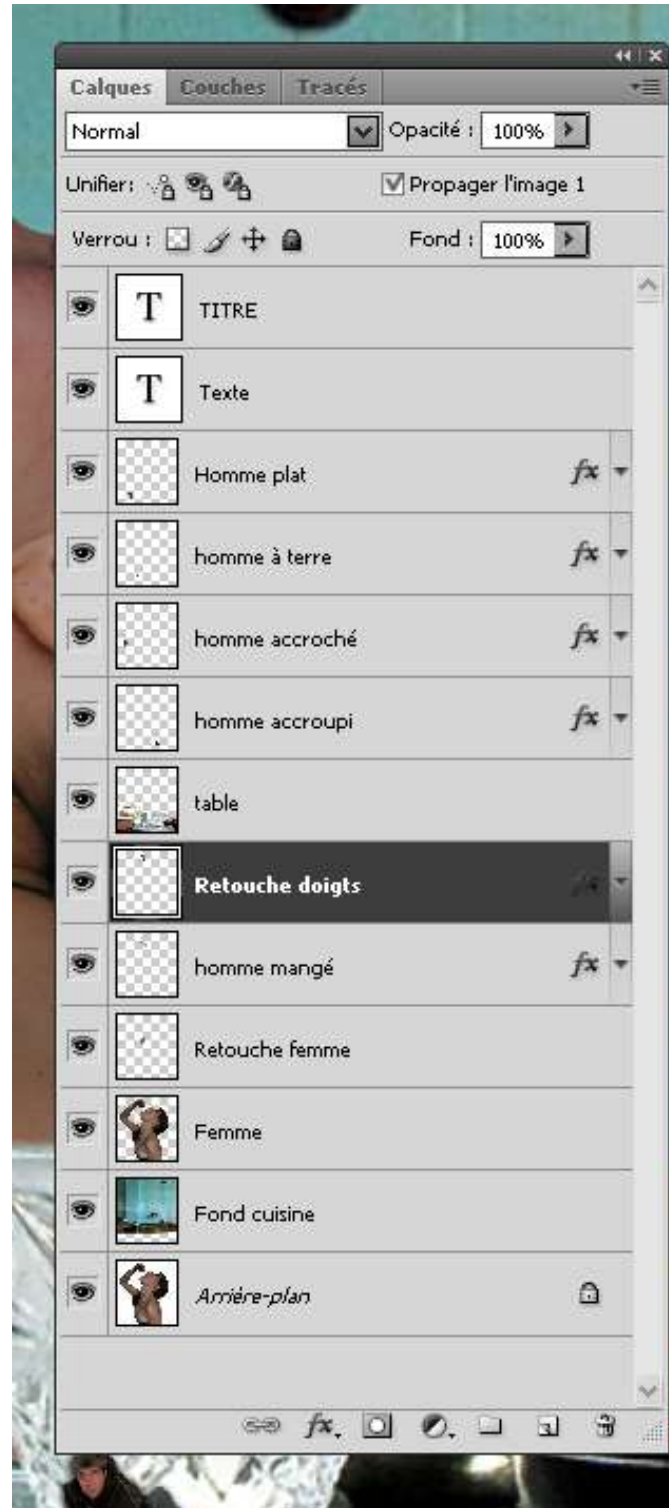 Calques Couches Tracés
Normal Opacité : 100%
Unifier: Propager l'image 1
Verrou : Fond : 100%
T TITRE
T Texte
Homme plat fx
homme à terre fx
homme accroché fx
homme accroupi fx
table
Retouche doigts fx
homme mangé fx
Retouche femme
Femme
Fond cuisine
Arrière-plan
fx.